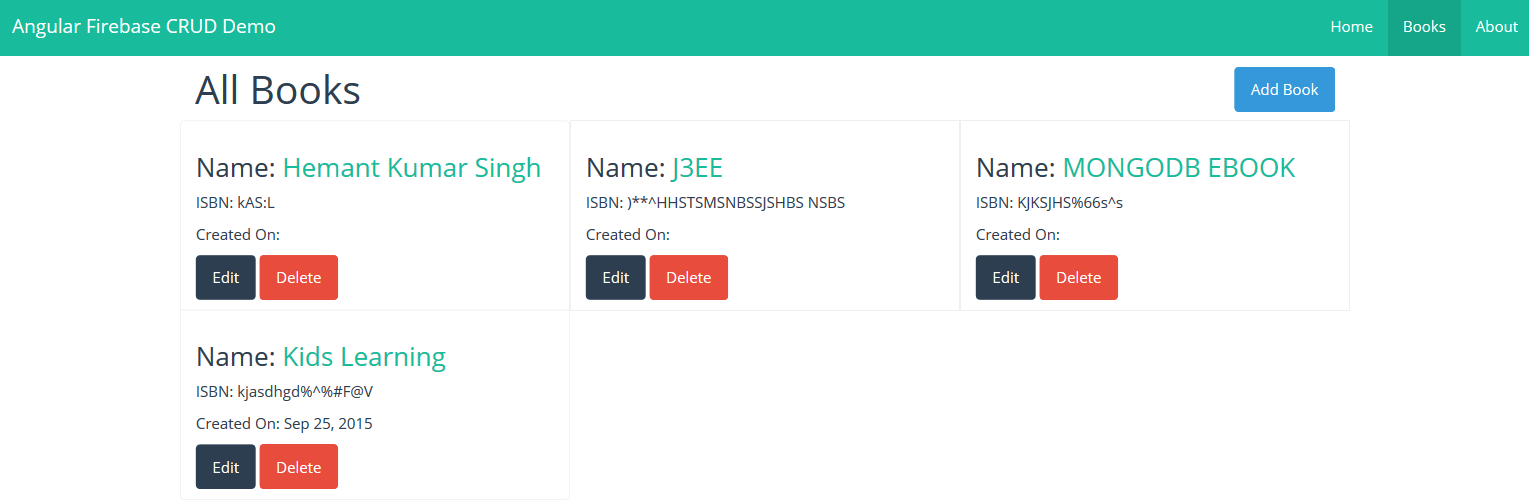 Angular Firebase CRUD Demo
Home
Books
About
All Books
Add Book
Name: Hemant Kumar Singh
ISBN: kAS:L
Created On:
Edit
Delete
Name: J3EE
ISBN: )**^HHSTSMSNBSSJSHBS NSBS
Created On:
Edit
Delete
Name: MONGODB EBOOK
ISBN: KJKSJHS%66s^s
Created On:
Edit
Delete
Name: Kids Learning
ISBN: kjasdhgd%^%#F@V
Created On: Sep 25, 2015
Edit
Delete